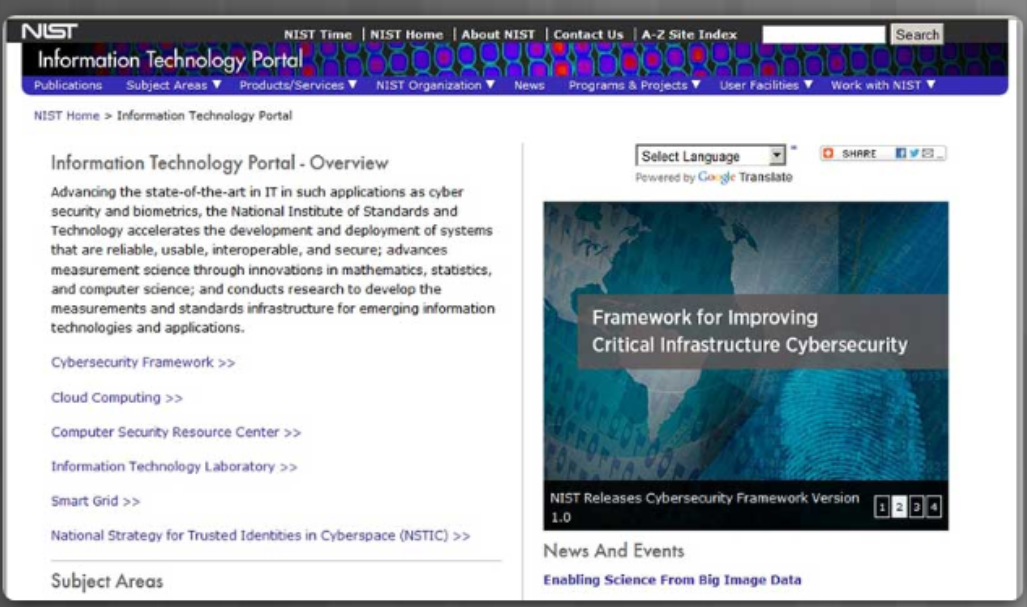 NIST
NIST Time | NIST Home | About NIST | Contact Us | A-Z Site Index
Search
Information Technology Portal
Publications Subject Areas ▼ Products/Services ▼ NIST Organization ▼ News Programs & Projects ▼ User Facilities ▼ Work with NIST ▼
NIST Home > Information Technology Portal
Information Technology Portal - Overview
Advancing the state-of-the-art in IT in such applications as cyber
security and biometrics, the National Institute of Standards and
Technology accelerates the development and deployment of systems
that are reliable, usable, interoperable, and secure; advances
measurement science through innovations in mathematics, statistics,
and computer science; and conducts research to develop the
measurements and standards infrastructure for emerging information
technologies and applications.
Cybersecurity Framework >>
Cloud Computing >>
Computer Security Resource Center >>
Information Technology Laboratory >>
Smart Grid >>
National Strategy for Trusted Identities in Cyberspace (NSTIC) >>
Subject Areas
Select Language
SHARE
Powered by Google Translate
Framework for Improving
Critical Infrastructure Cybersecurity
NIST Releases Cybersecurity Framework Version
1.0
1 2 3 4
News And Events
Enabling Science From Big Image Data